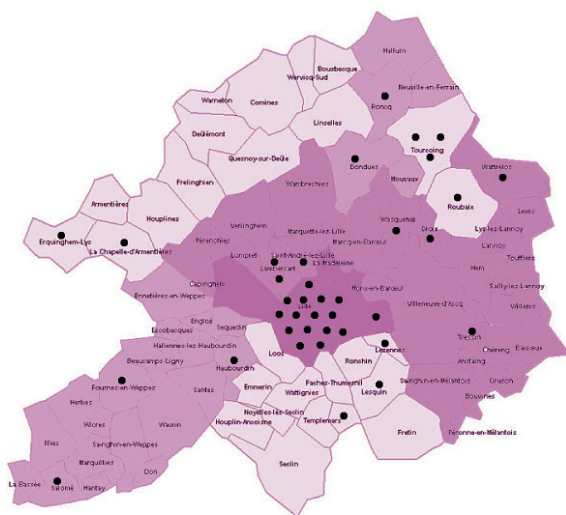 Halluin
Bousbecque
Wervicq-Sud
Neuville-en-Ferrain
Warneton
Comines
Roncq
Linselles
Deûlémont
Tourcoing
Quesnoy-sur-Deûle
Bondues
Wattrelos
Frelinghien
Wambrechies
Mouvaux
Roubaix
Armentières
Leers
Houplines
Verlinghem
Wasquehal
Croix
Lys-lez-Lannoy
Erquinghem-Lys
Marquette-lez-Lille
Pérenchies
Marcq-en-Barœul
La Chapelle-d'Armentières
Lannoy
Toufflers
Lompret
Saint-André-lez-Lille
La Madeleine
Hem
Lambersart
Capinghem
Mons-en-Barœul
Sailly-lez-Lannoy
Ennetières-en-Weppes
Villeneuve-d'Ascq
Willems
Lille
Englos
Escobecques
Sequedin
Tressin
Hallennes-lez-Haubourdin
Loos
Ronchin
Lezennes
Chéreng
Baisieux
Beaucamps-Ligny
Haubourdin
Anstaing
Fournes-en-Weppes
Faches-Thumesnil
Sainghin-en-Mélantois
Gruson
Santes
Emmerin
Wattignies
Lesquin
Bouvines
Herlies
Noyelles-lès-Seclin
Wicres
Wavrin
Houplin-Ancoisne
Templemars
Fretin
Péronne-en-Mélantois
Illies
Sainghin-en-Weppes
Marquillies
Seclin
Don
La Bassée
Salomé
Hantay